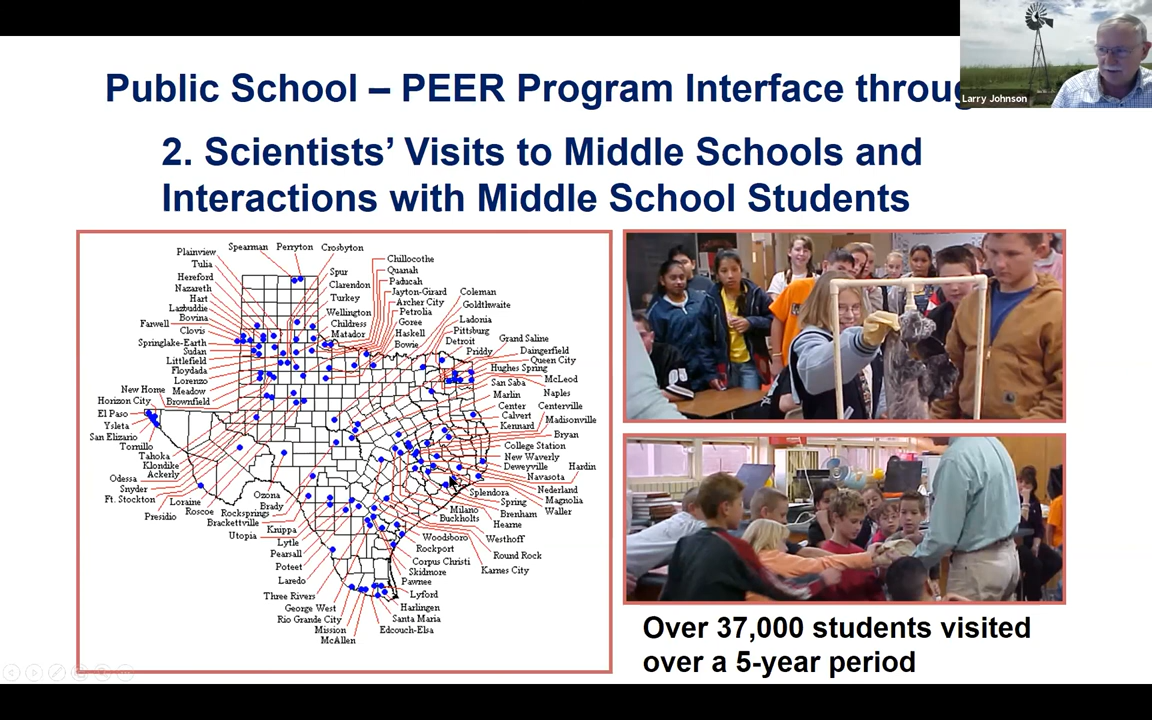 Public School – PEER Program Interface throug
Larry Johnson
2. Scientists’ Visits to Middle Schools and
Interactions with Middle School Students
Spearman
Perryton
Crosbyton
Plainview
Tulia
Hereford
Nazareth
Hart
Lazbuddie
Bovina
Farwell
Clovis
Springlake-Earth
Sudan
Littlefield
Floydada
Lorenzo
Meadow
New Home
Brownfield
Horizon City
El Paso
Ysleta
San Elizario
Tornillo
Tahoka
Klondike
Ackerly
Odessa
Snyder
Ft. Stockton
Loraine
Roscoe
Presidio
Spur
Clarendon
Turkey
Wellington
Childress
Matador
Chillocothe
Quanah
Paducah
Jayton-Girard
Archer City
Petrolia
Goree
Haskell
Bowie
Coleman
Goldthwaite
Ladonia
Pittsburg
Detroit
Priddy
Grand Saline
Daingerfield
Queen City
Hughes Spring
McLeod
San Saba
Naples
Marlin
Center
Centerville
Calvert
Madisonville
Kennard
Bryan
College Station
New Waverly
Deweyville
Hardin
Navasota
Nederland
Splendora
Magnolia
Spring
Waller
Milano
Brenham
Buckholts
Hearne
Westhoff
Woodsboro
Rockport
Round Rock
Corpus Christi
Karnes City
Skidmore
Pawnee
Lyford
Harlingen
Santa Maria
Edcouch-Elsa
Ozona
Brady
Rocksprings
Brackettville
Knippa
Utopia
Lytle
Pearsall
Poteet
Laredo
Three Rivers
George West
Rio Grande City
Mission
McAllen
Over 37,000 students visited
over a 5-year period